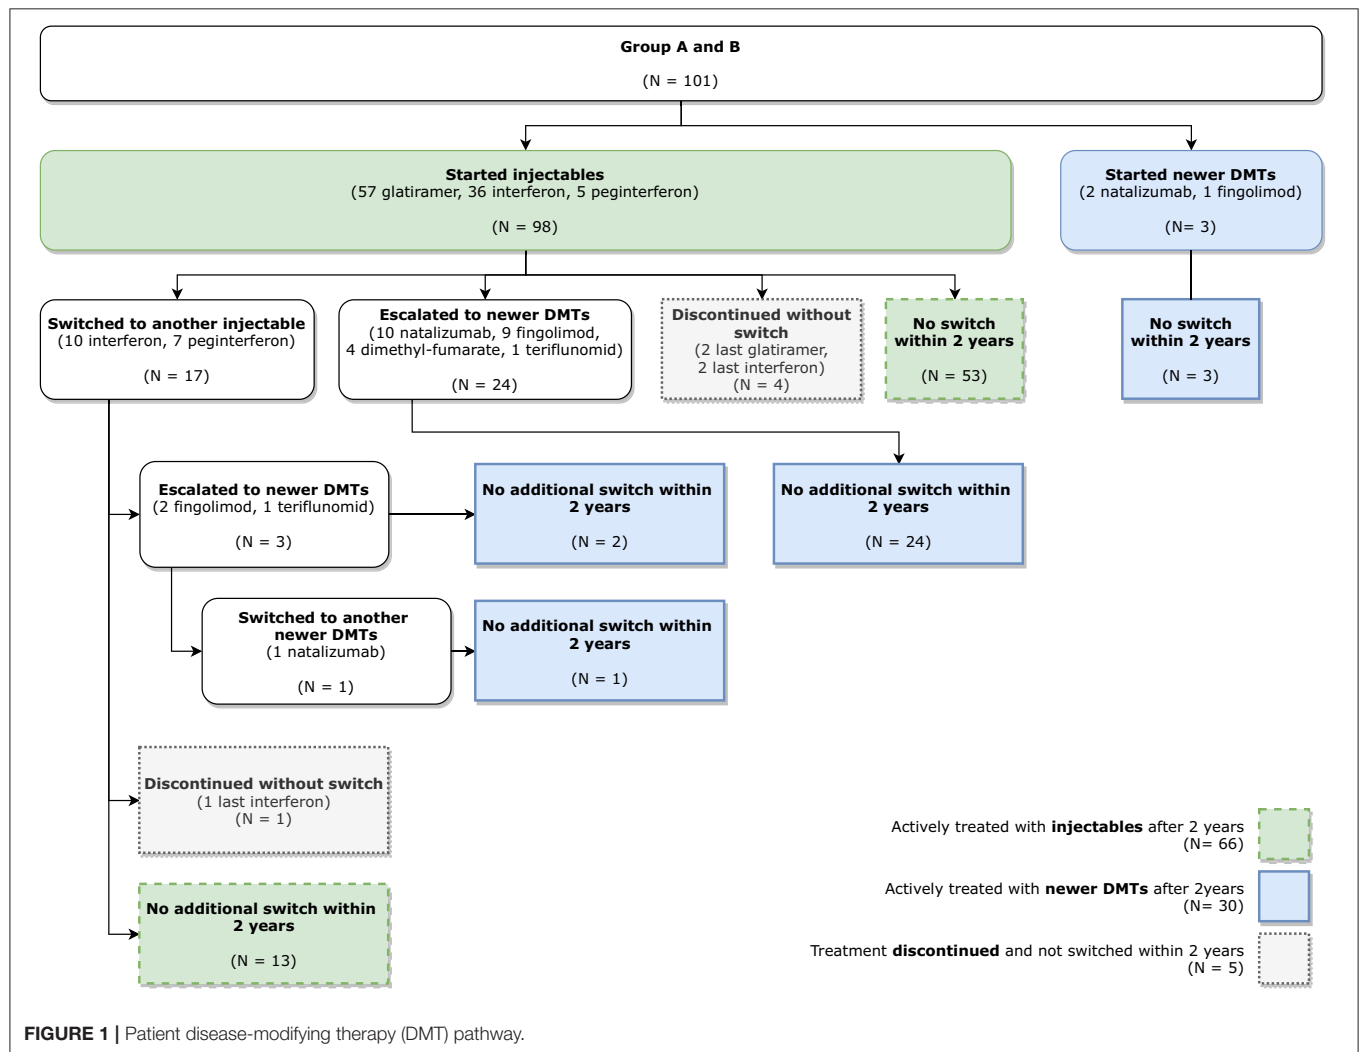 Group A and B
(N = 101)
Started injectables
(57 glatiramer, 36 interferon, 5 peginterferon)
(N = 98)
Started newer DMTs
(2 natalizumab, 1 fingolimod)
(N= 3)
Switched to another injectable
(10 interferon, 7 peginterferon)
(N = 17)
Escalated to newer DMTs
(10 natalizumab, 9 fingolimod,
4 dimethyl-fumarate, 1 teriflunomid)
(N = 24)
Discontinued without
switch
(2 last glatiramer,
2 last interferon)
(N = 4)
No switch
within 2 years
(N = 53)
No switch
within 2 years
(N = 3)
Escalated to newer DMTs
(2 fingolimod, 1 teriflunomid)
(N = 3)
No additional switch within
2 years
(N = 2)
No additional switch within
2 years
(N = 24)
Switched to another
newer DMTs
(1 natalizumab)
(N = 1)
No additional switch within
2 years
(N = 1)
Discontinued without switch
(1 last interferon)
(N = 1)
No additional switch within
2 years
(N = 13)
Actively treated with injectables after 2 years
(N= 66)
Actively treated with newer DMTs after 2years
(N= 30)
Treatment discontinued and not switched within 2 years
(N = 5)
FIGURE 1 | Patient disease-modifying therapy (DMT) pathway.